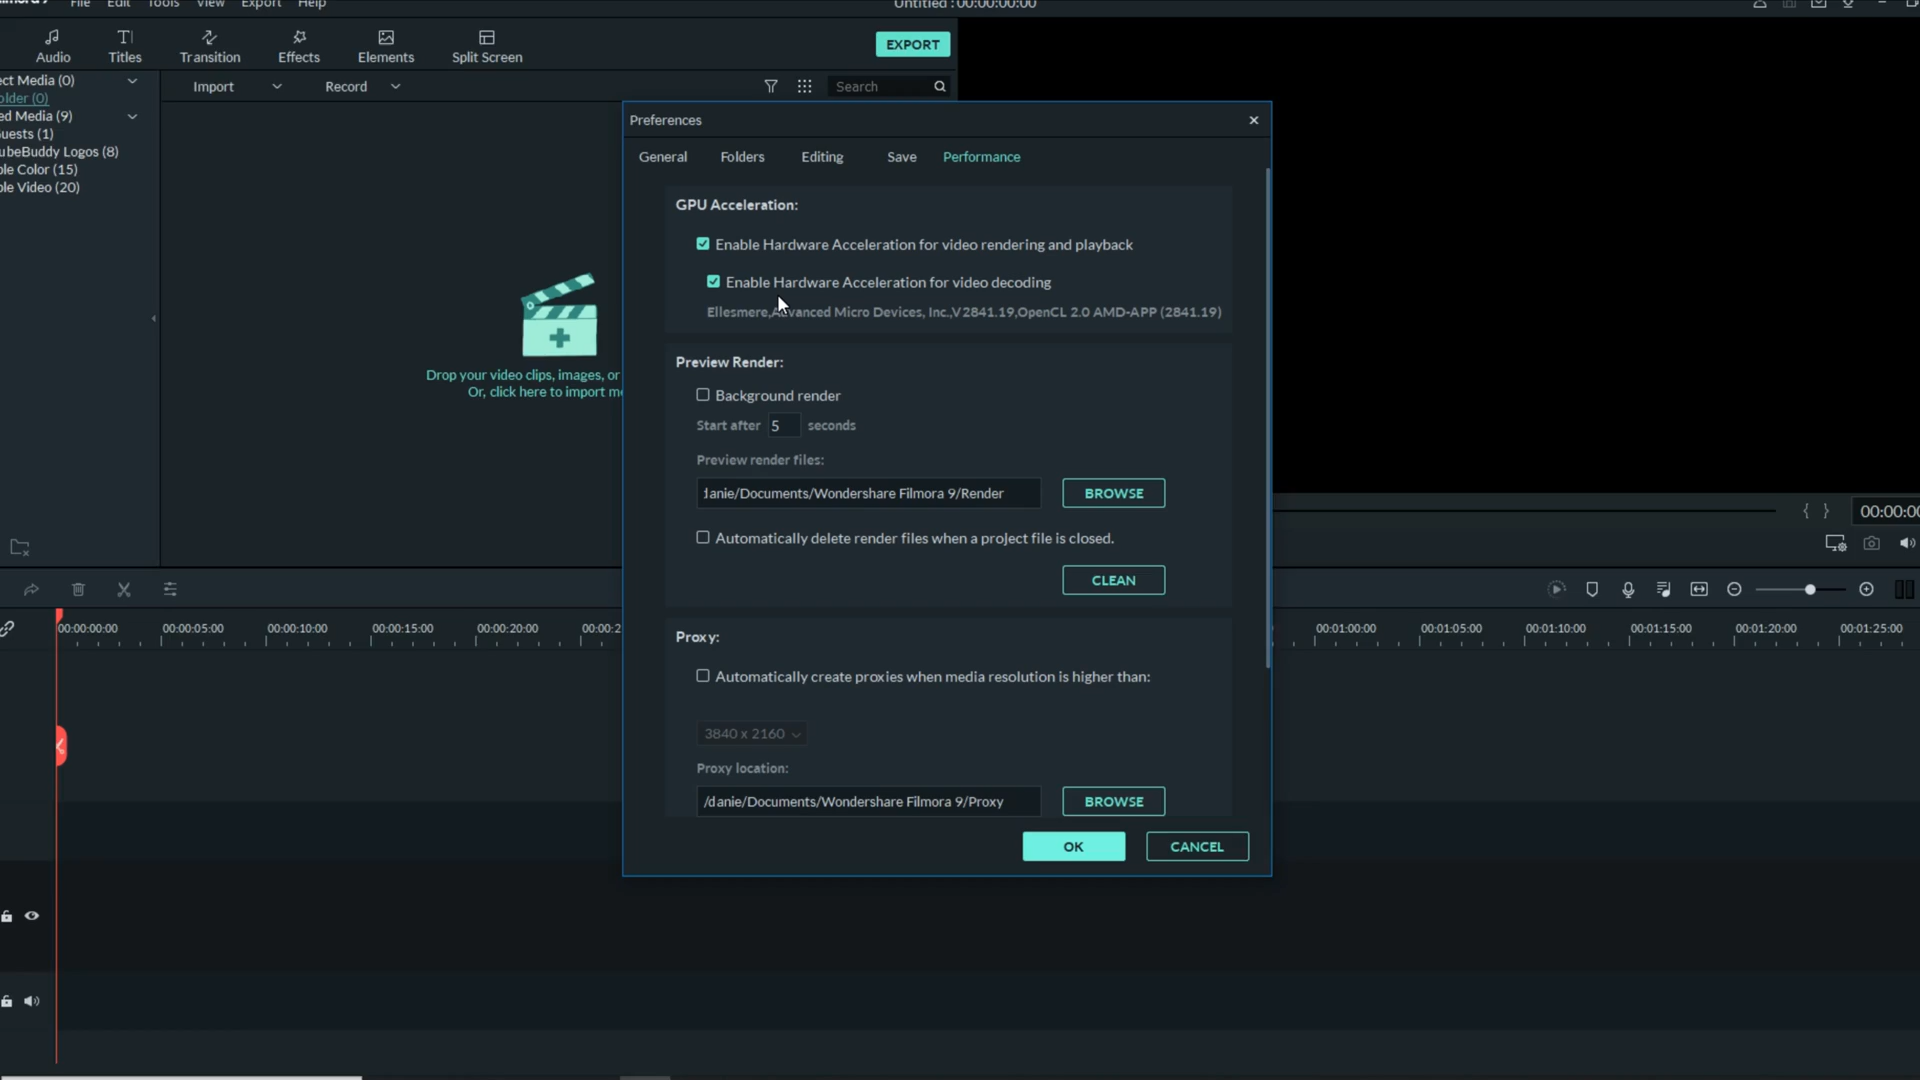 File Edit Tools View Export Help
Untitled : 00:00:00:00
Audio Titles Transition Effects Elements Split Screen
EXPORT
ect Media (0)
older (0)
ed Media (9)
uests (1)
ubeBuddy Logos (8)
ple Color (15)
ple Video (20)
Import Record Search
Drop your video clips, images, or
Or, click here to import m
Preferences
General Folders Editing Save Performance
GPU Acceleration:
Enable Hardware Acceleration for video rendering and playback
Enable Hardware Acceleration for video decoding
Ellesmere,Advanced Micro Devices, Inc.,V2841.19,OpenCL 2.0 AMD-APP (2841.19)
Preview Render:
Background render
Start after 5 seconds
Preview render files:
danie/Documents/Wondershare Filmora 9/Render
BROWSE
Automatically delete render files when a project file is closed.
CLEAN
Proxy:
Automatically create proxies when media resolution is higher than:
3840 x 2160
Proxy location:
/danie/Documents/Wondershare Filmora 9/Proxy
BROWSE
OK CANCEL
{ } 00:00:00
00:00:00:00 00:00:05:00 00:00:10:00 00:00:15:00 00:00:20:00 00:00:2 00:01:00:00 00:01:05:00 00:01:10:00 00:01:15:00 00:01:20:00 00:01:25:00